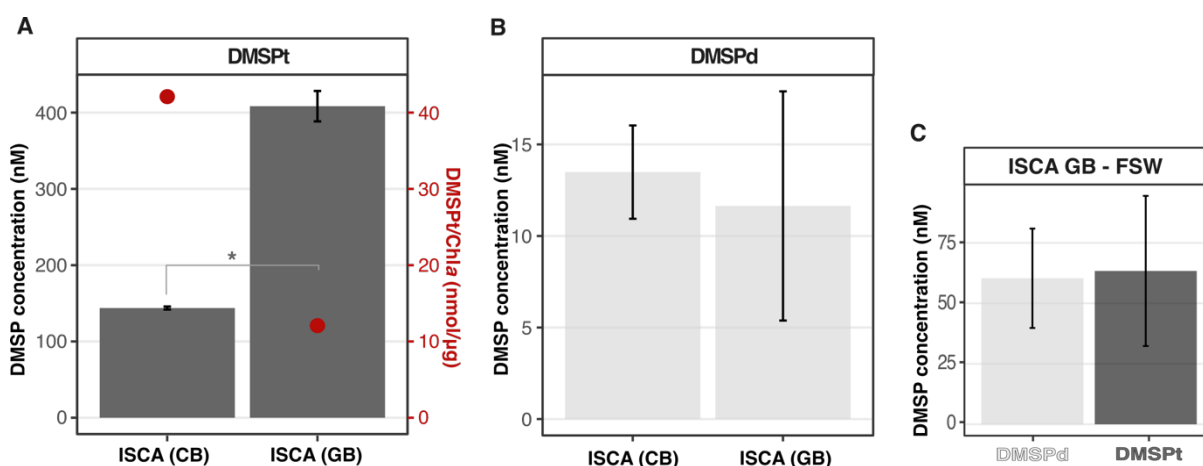 A
DMSPt
DMSP concentration (nM)
400
300
200
100
0
*
40
30
20
10
0
DMSPt/Chla (nmol/µg)
ISCA (CB)
ISCA (GB)
B
DMSPd
DMSP concentration (nM)
15
10
5
0
ISCA (CB)
ISCA (GB)
C
ISCA GB - FSW
DMSP concentration (nM)
75
50
25
0
DMSPd
DMSPt